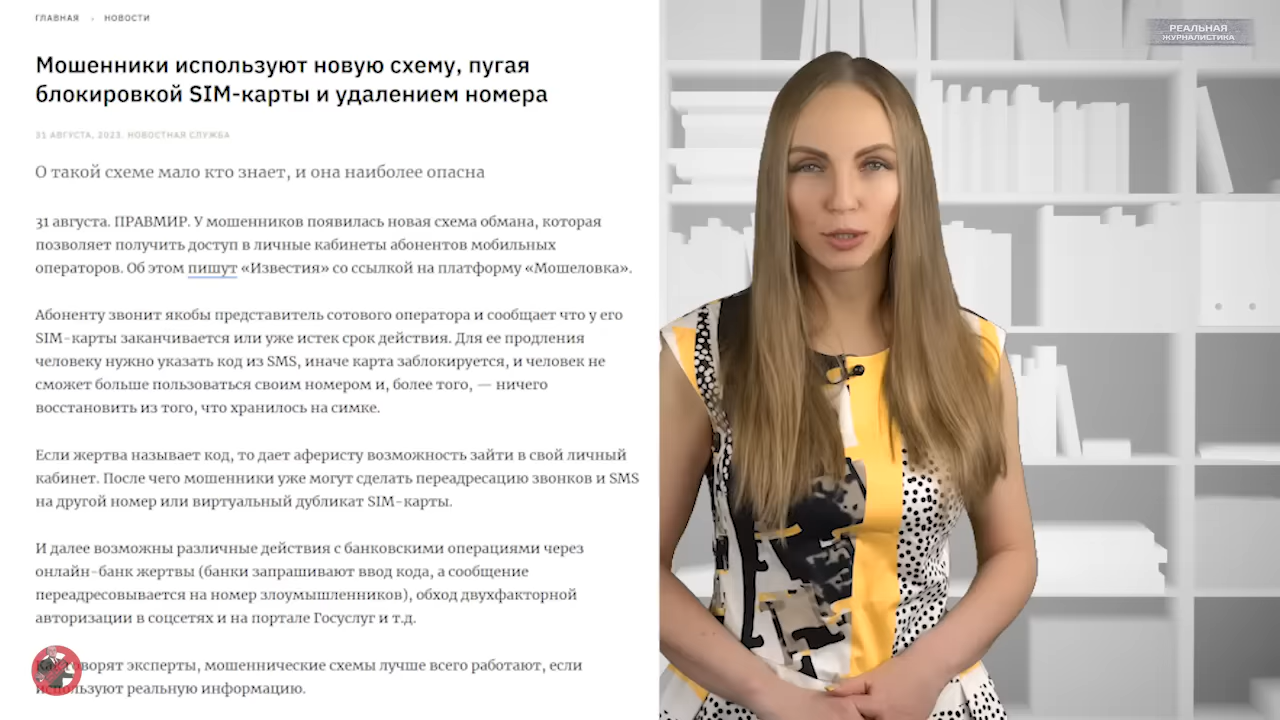 ГЛАВНАЯ › НОВОСТИ
Мошенники используют новую схему, пугая
блокировкой SIM-карты и удалением номера
31 АВГУСТА, 2023. НОВОСТНАЯ СЛУЖБА
О такой схеме мало кто знает, и она наиболее опасна
31 августа. ПРАВМИР. У мошенников появилась новая схема обмана, которая
позволяет получить доступ в личные кабинеты абонентов мобильных
операторов. Об этом пишут «Известия» со ссылкой на платформу «Мошеловка».
Абоненту звонит якобы представитель сотового оператора и сообщает что у его
SIM-карты заканчивается или уже истек срок действия. Для ее продления
человеку нужно указать код из SMS, иначе карта заблокируется, и человек не
сможет больше пользоваться своим номером и, более того, — ничего
восстановить из того, что хранилось на симке.
Если жертва называет код, то дает аферисту возможность зайти в свой личный
кабинет. После чего мошенники уже могут сделать переадресацию звонков и SMS
на другой номер или виртуальный дубликат SIM-карты.
И далее возможны различные действия с банковскими операциями через
онлайн-банк жертвы (банки запрашивают ввод кода, а сообщение
переадресовывается на номер злоумышленников), обход двухфакторной
авторизации в соцсетях и на портале Госуслуг и т.д.
Как говорят эксперты, мошеннические схемы лучше всего работают, если
используют реальную информацию.
РЕАЛЬНАЯ
ЖУРНАЛИСТИКА